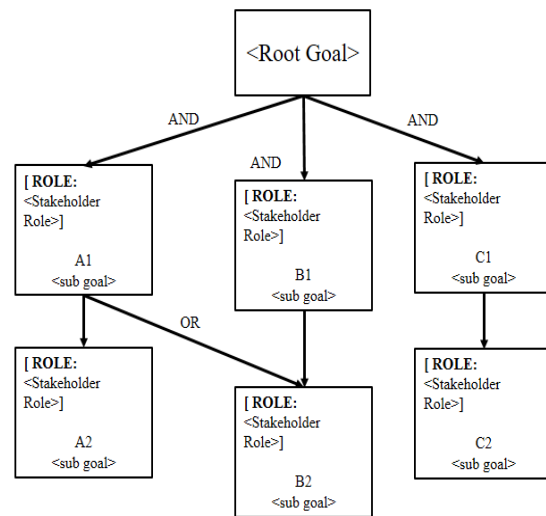 <Root Goal>
AND
AND
AND
[ ROLE:
<Stakeholder
Role>]
A1
<sub goal>
[ ROLE:
<Stakeholder
Role>]
B1
<sub goal>
[ ROLE:
<Stakeholder
Role>]
C1
<sub goal>
OR
[ ROLE:
<Stakeholder
Role>]
A2
<sub goal>
[ ROLE:
<Stakeholder
Role>]
B2
<sub goal>
[ ROLE:
<Stakeholder
Role>]
C2
<sub goal>